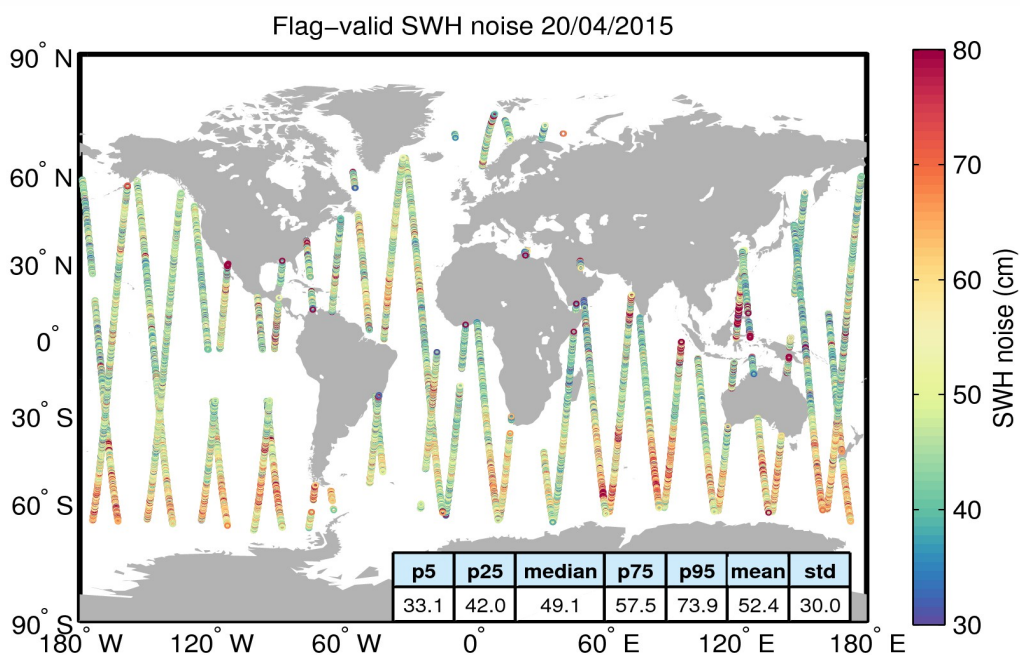 Flag−valid SWH noise 20/04/2015
90° N
60° N
30° N
0°
30° S
60° S
90° S
180° W
120° W
60° W
0°
60° E
120° E
180° E
p5 p25 median p75 p95 mean std
33.1 42.0 49.1 57.5 73.9 52.4 30.0
80
70
60
50
40
30
SWH noise (cm)